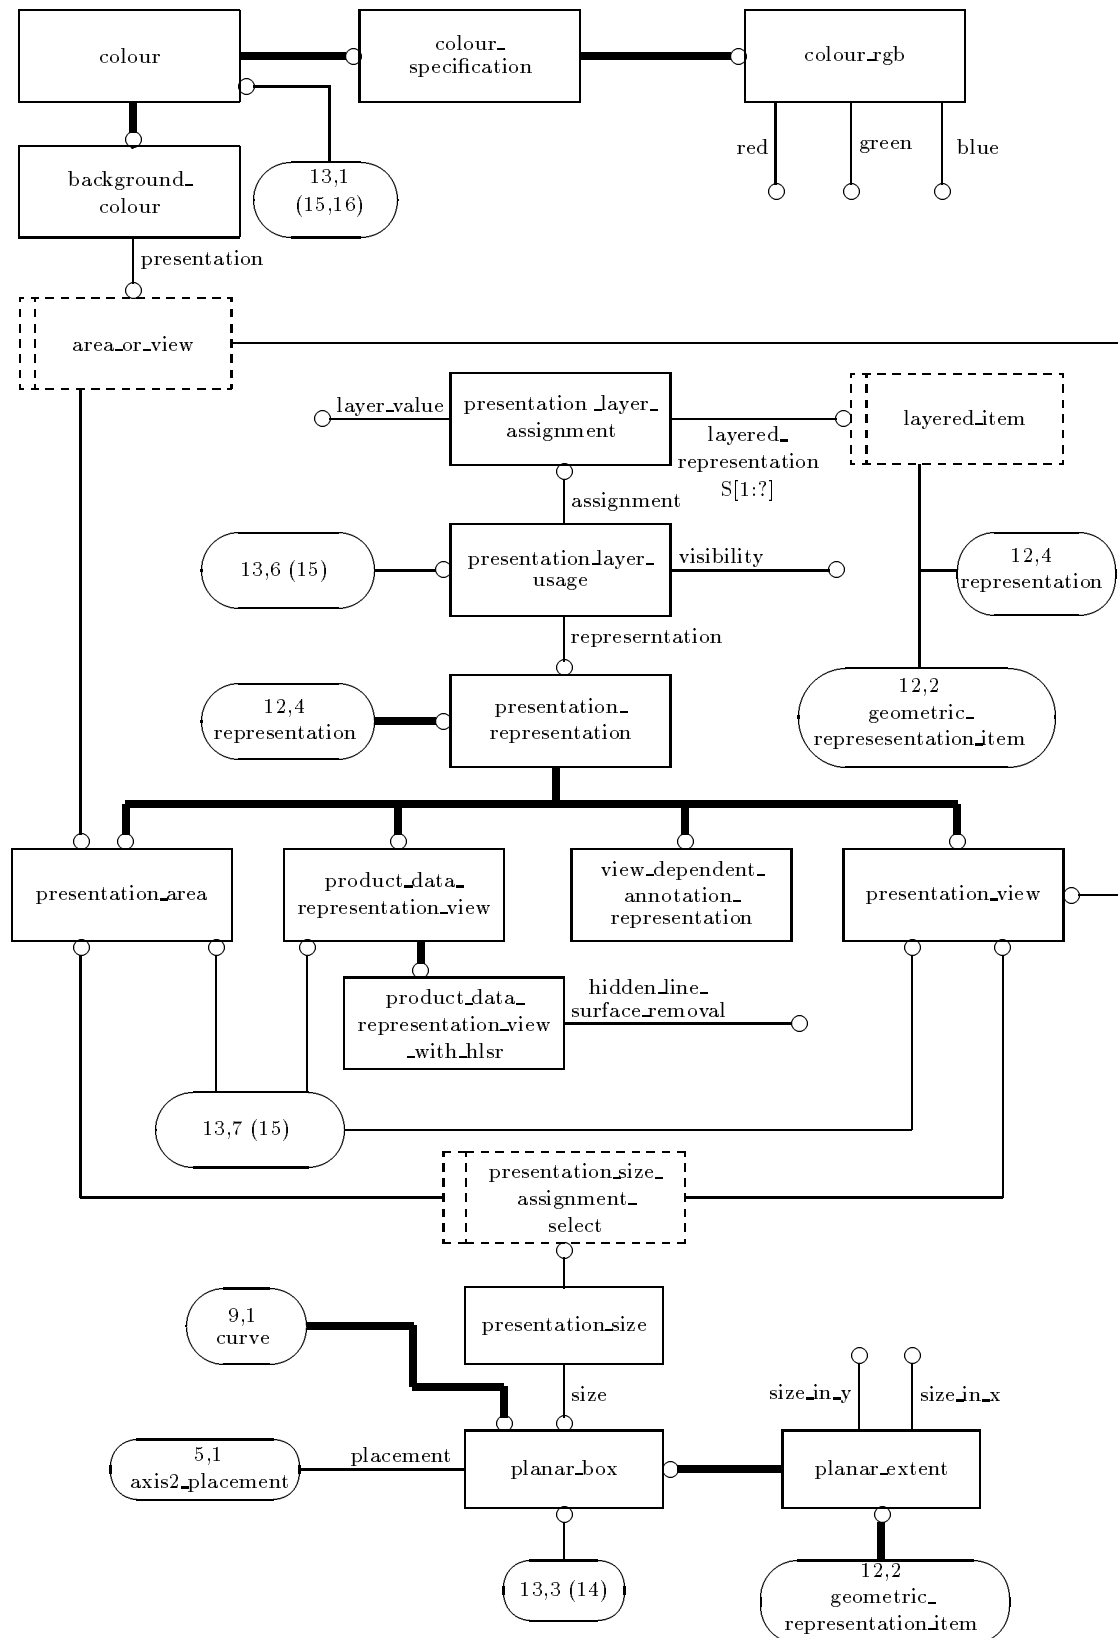 colour
colour_
specification
colour_rgb
red
green
blue
background_
colour
13,1
(15,16)
presentation
area_or_view
layer_value
presentation _layer_
assignment
layered_
representation
S[1:?]
layered_item
assignment
13,6 (15)
presentation_layer_
usage
visibility
12,4
representation
represerntation
12,4
representation
presentation_
representation
12,2
geometric_
represesentation_item
presentation_area
product_data_
representation_view
view_dependent_
annotation_
representation
presentation_view
product_data_
representation_view
_with_hlsr
hidden_line_
surface_removal
13,7 (15)
presentation_size_
assignment_
select
9,1
curve
presentation_size
size
size_in_y
size_in_x
5,1
axis2_placement
placement
planar_box
planar_extent
13,3 (14)
12,2
geometric_
representation_item